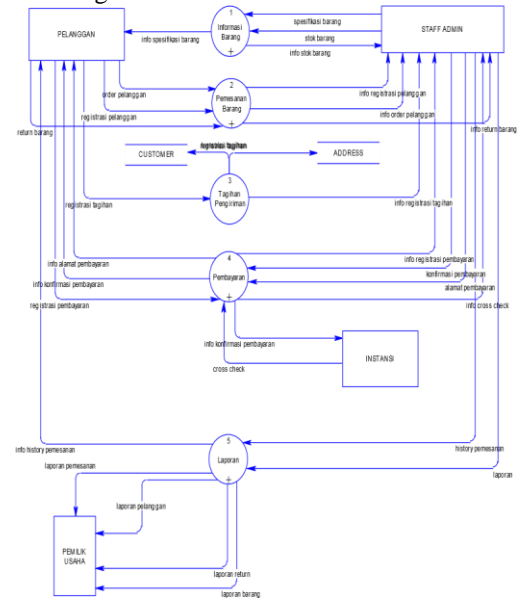 1
spesifikasi barang
PELANGGAN
Informasi
Barang
STAFF ADMIN
stok barang
info spesifikasi barang
+
info stok barang
2
order pelanggan
Pemesanan
Barang
info registrasi pelanggan
registrasi pelanggan
+
info order pelanggan
return barang
info return barang
registrasi tagihan
CUSTOMER
ADDRESS
3
Tagihan
Pengiriman
registrasi tagihan
info registrasi tagihan
4
info alamat pembayaran
info registrasi pembayaran
Pembayaran
konfirmasi pembayaran
info konfirmasi pembayaran
alamat pembayaran
registrasi pembayaran
+
info cross check
info konfirmasi pembayaran
INSTANSI
cross check
5
info history pemesanan
history pemesanan
Laporan
laporan pemesanan
laporan
+
laporan pelanggan
PEMILIK
USAHA
laporan return
laporan barang